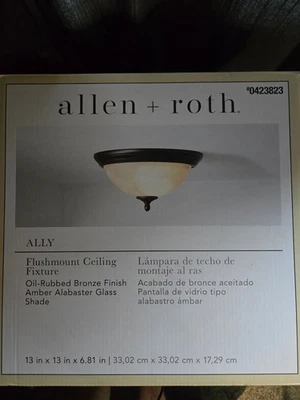 #0423823
allen + roth
ALLY
Flushmount Ceiling
Fixture
Oil-Rubbed Bronze Finish
Amber Alabaster Glass
Shade
Lámpara de techo de
montaje al ras
Acabado de bronce aceitado
Pantalla de vidrio tipo
alabastro ámbar
13 in x 13 in x 6.81 in | 33,02 cm x 33,02 cm x 17,29 cm